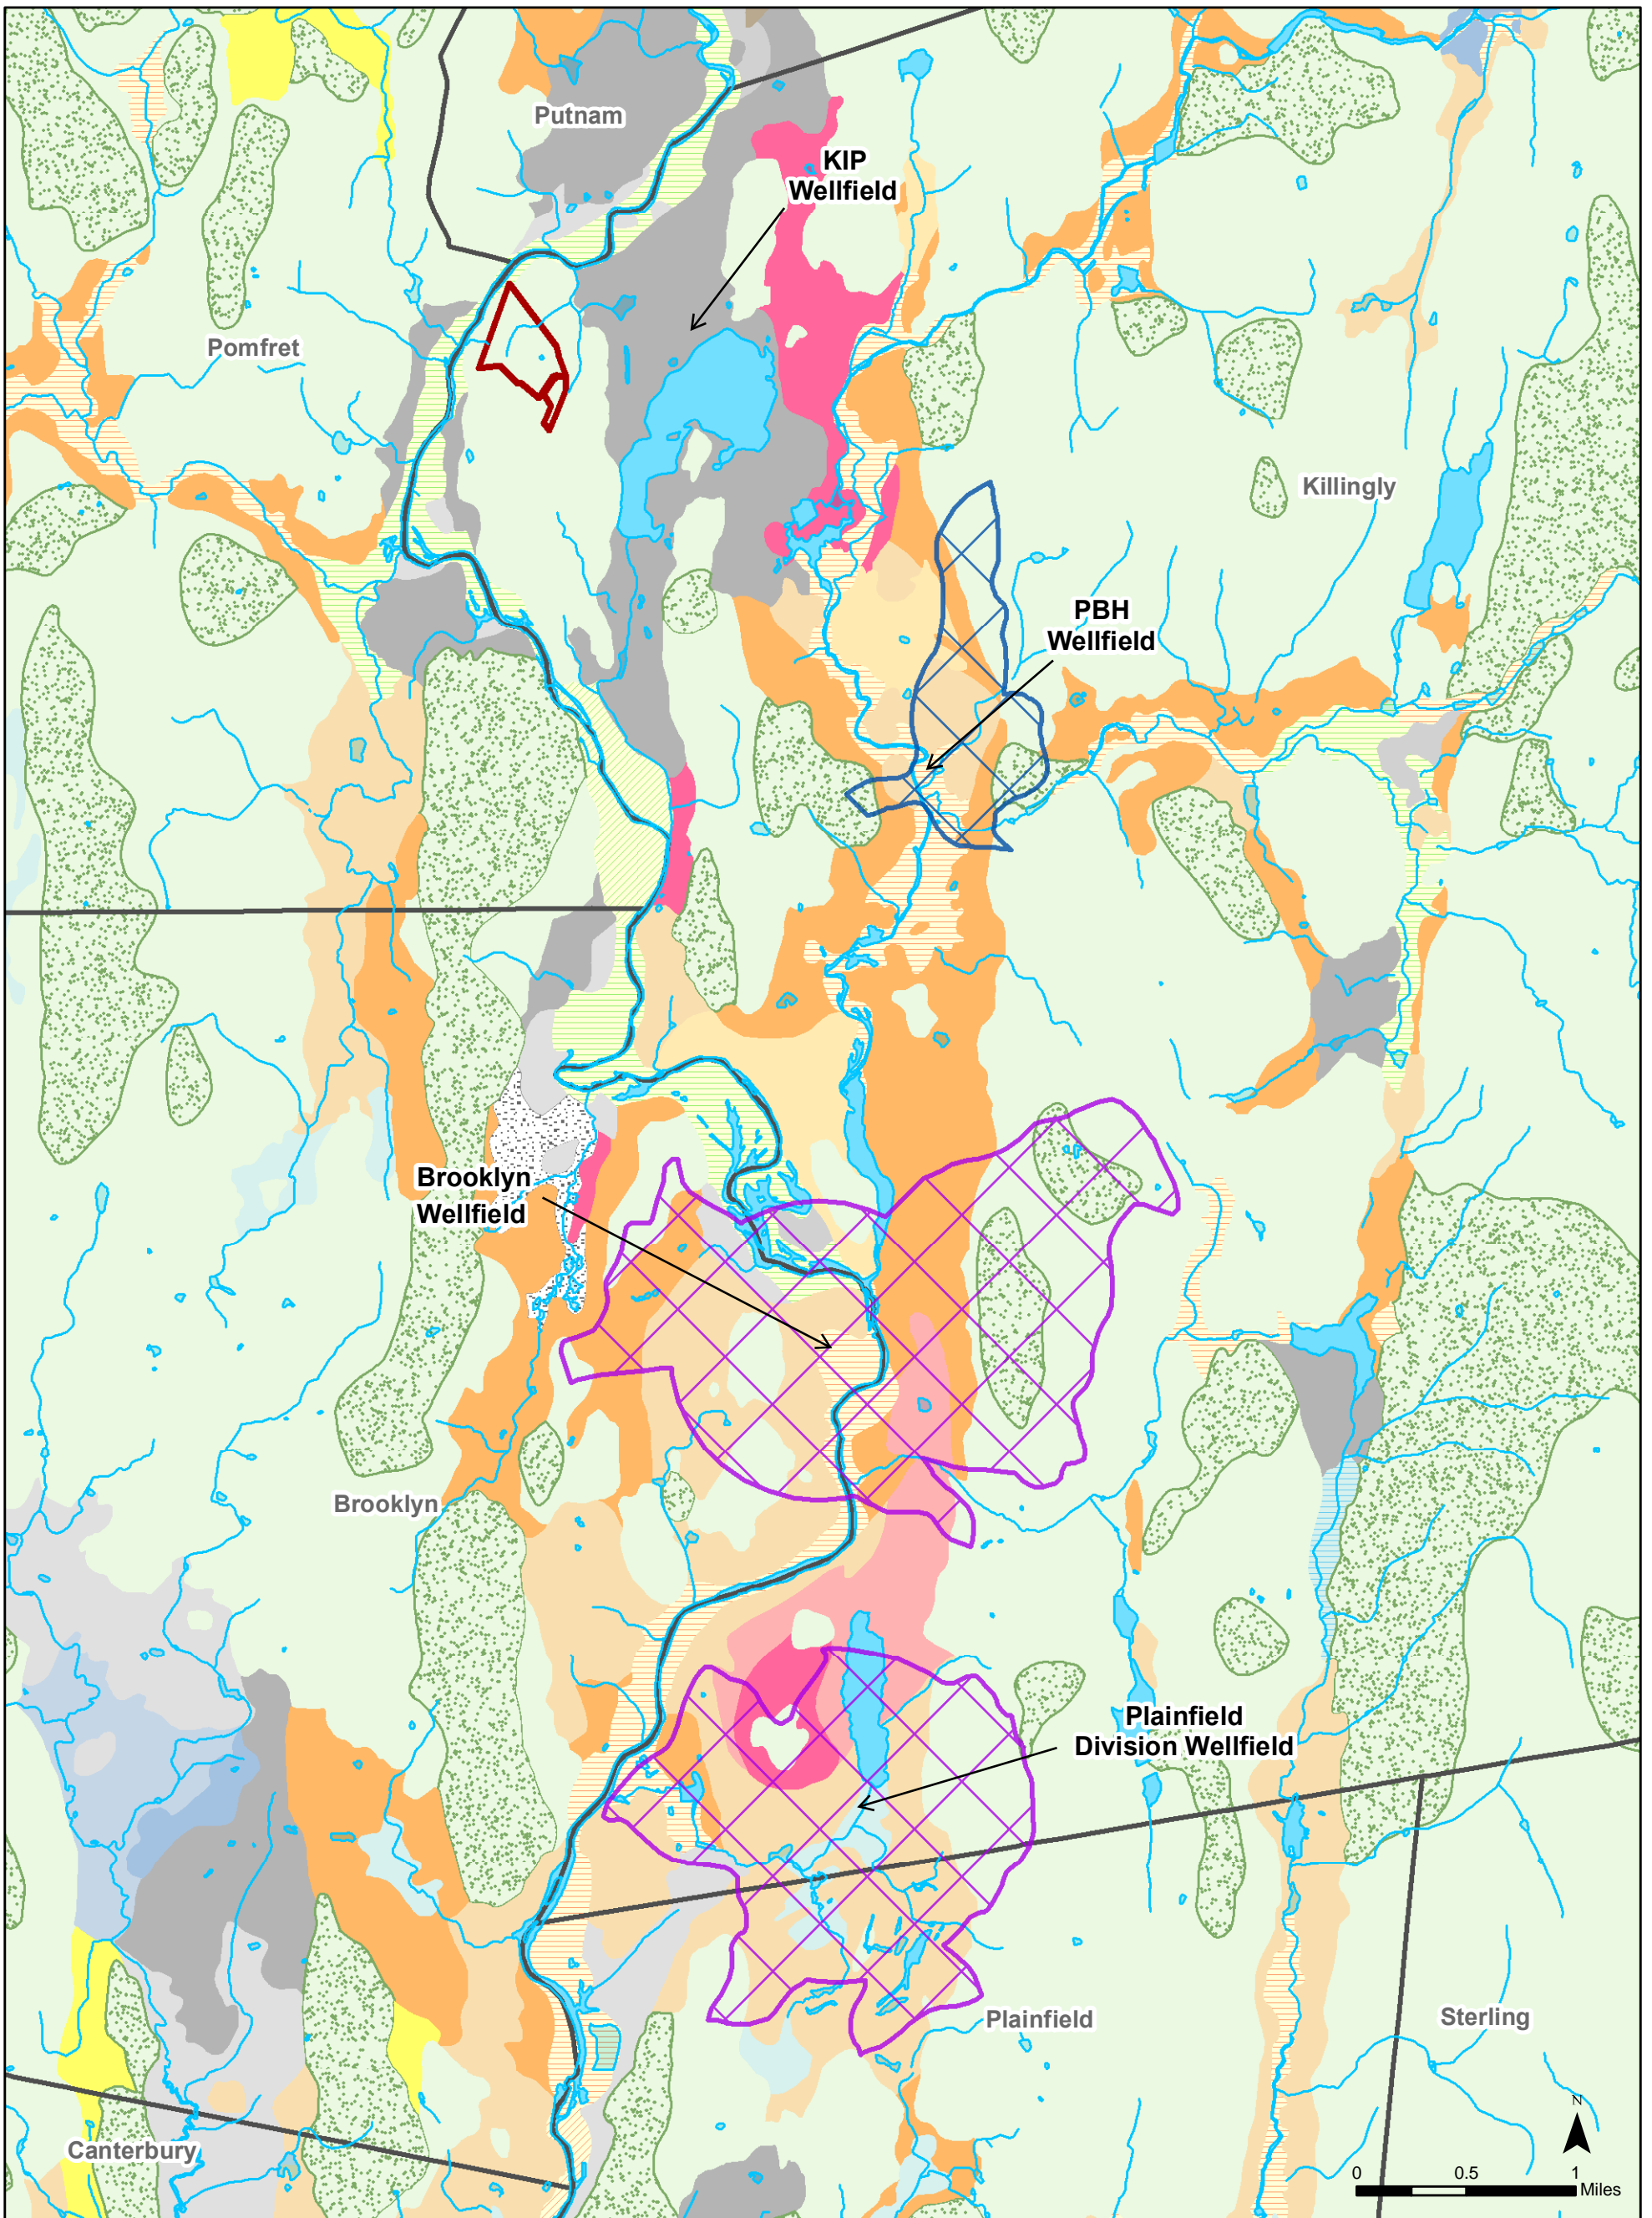 Putnam
KIP
Wellfield
Pomfret
Killingly
PBH
Wellfield
Brooklyn
Wellfield
Brooklyn
Plainfield
Division Wellfield
Plainfield
Sterling
Canterbury
N
0 0.5 1
Miles